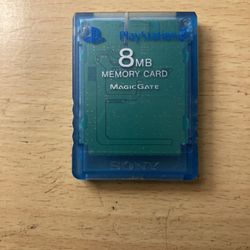 PlayStation 2
8MB
MEMORY CARD
MAGICGATE
SONY